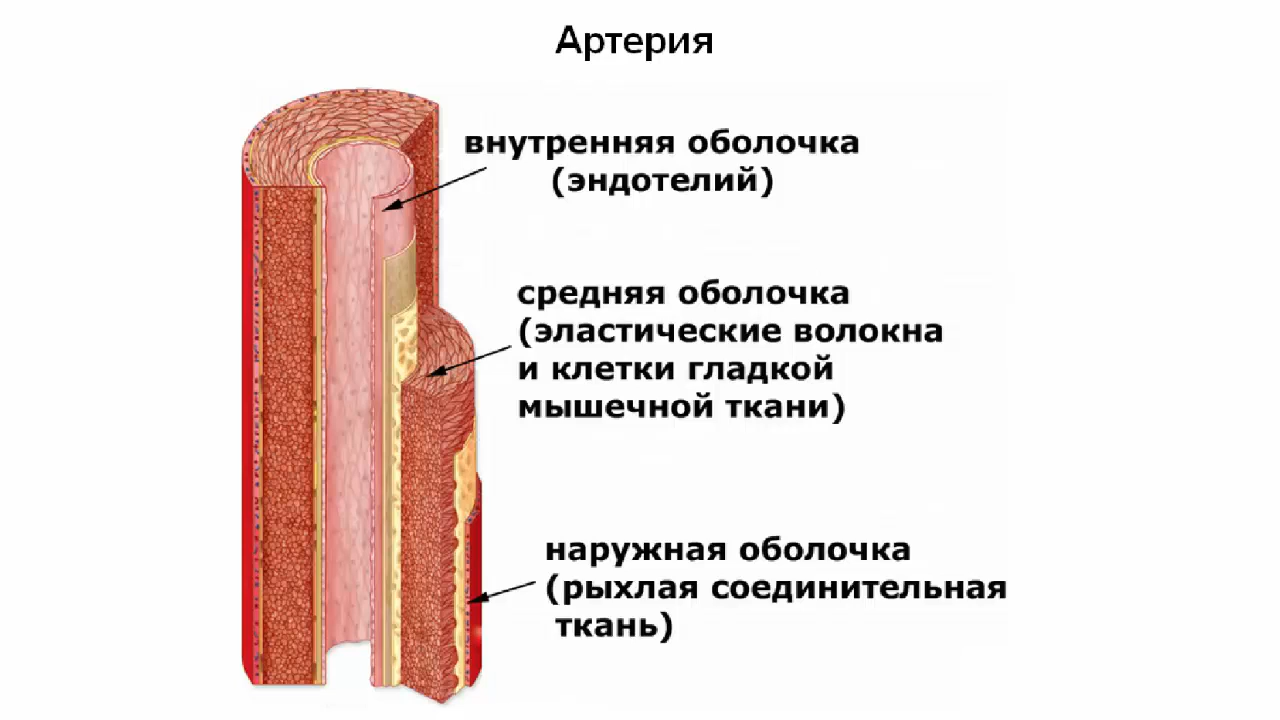 Артерия
внутренняя оболочка
(эндотелий)
средняя оболочка
(эластические волокна
и клетки гладкой
мышечной ткани)
наружная оболочка
(рыхлая соединительная
ткань)